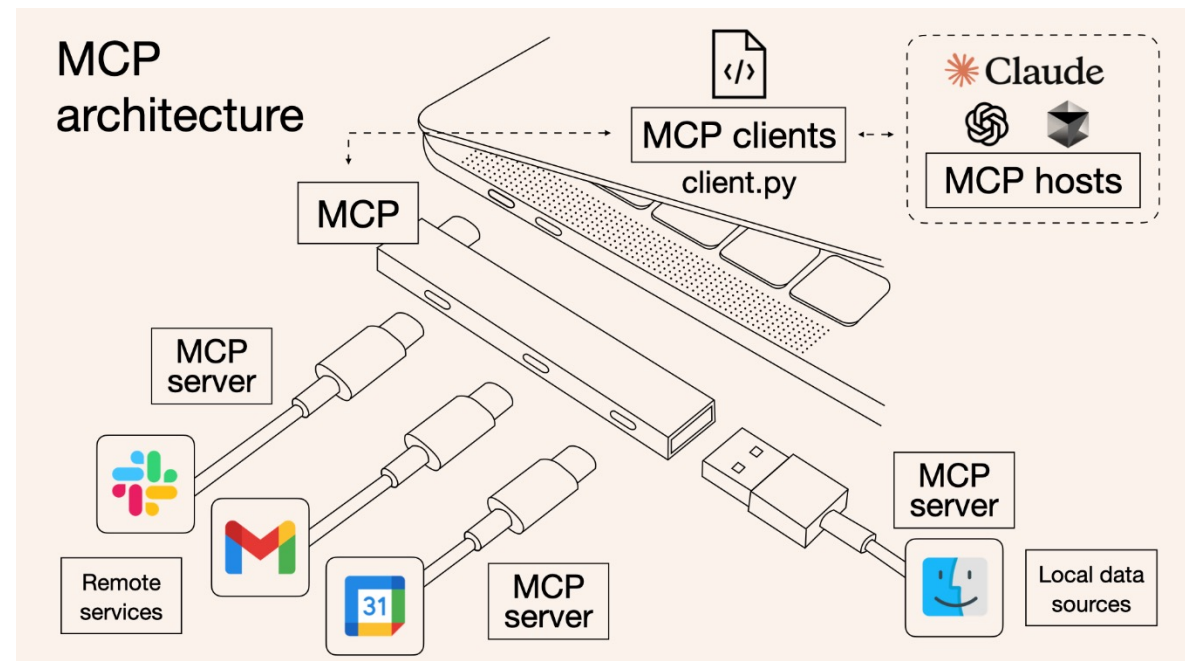 MCP
architecture
</>
MCP clients
client.py
Claude
MCP hosts
MCP
MCP
server
Remote
services
31
MCP
server
MCP
server
Local data
sources